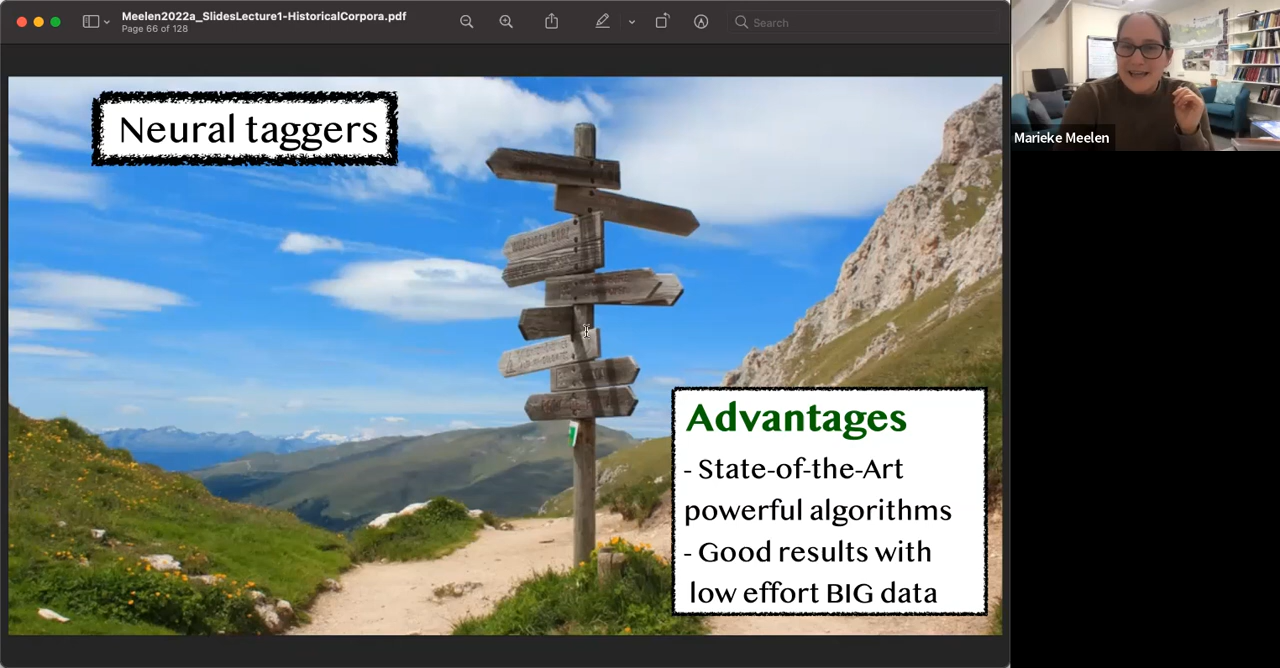 Meelen2022a_SlidesLecture1-HistoricalCorpora.pdf
Page 66 of 128
Search
Marieke Meelen
Neural taggers
Advantages
- State-of-the-Art
powerful algorithms
- Good results with
low effort BIG data